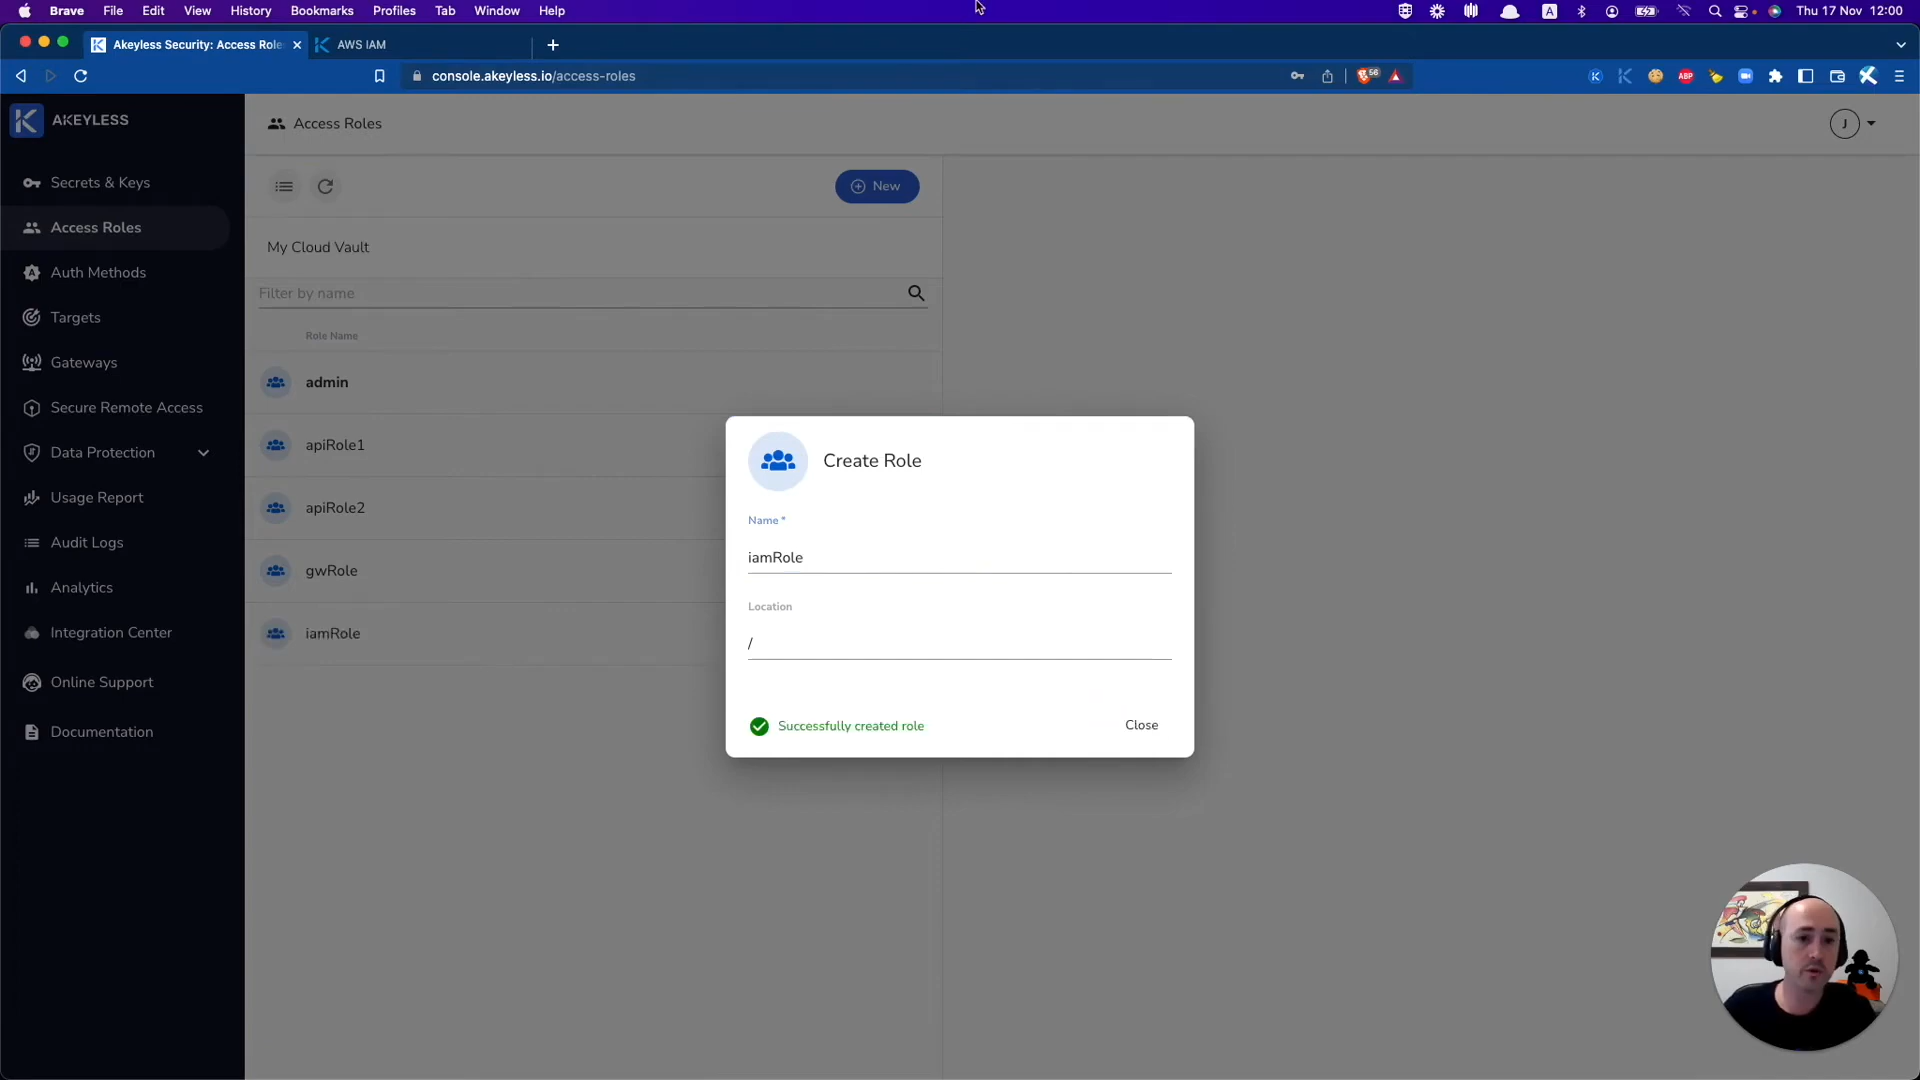 Brave File Edit View History Bookmarks Profiles Tab Window Help A Thu 17 Nov 12:00
Akeyless Security: Access Role AWS IAM
console.akeyless.io/access-roles 56 ABP
AKEYLESS
Access Roles J
Secrets & Keys
Access Roles
Auth Methods
Targets
Gateways
Secure Remote Access
Data Protection
Usage Report
Audit Logs
Analytics
Integration Center
Online Support
Documentation
New
My Cloud Vault
Filter by name
Role Name
admin
apiRole1
apiRole2
gwRole
iamRole
Create Role
Name *
iamRole
Location
/
Successfully created role Close